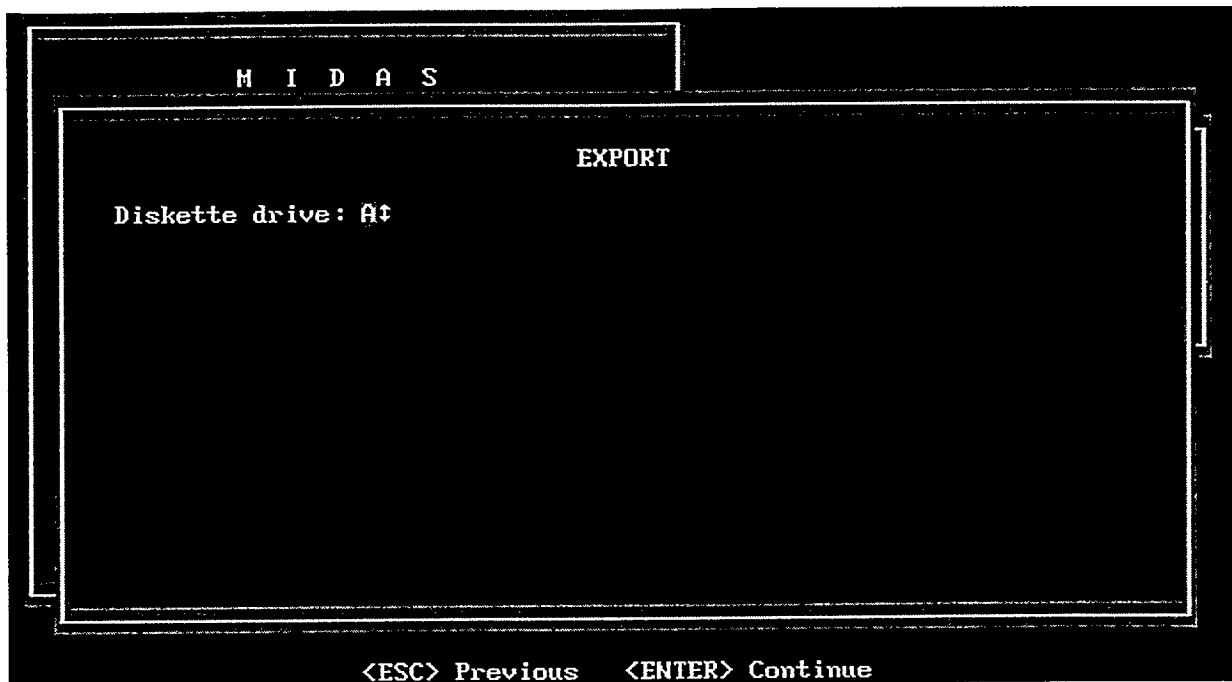 M I D A S
EXPORT
Diskette drive: A↕
<ESC> Previous <ENTER> Continue